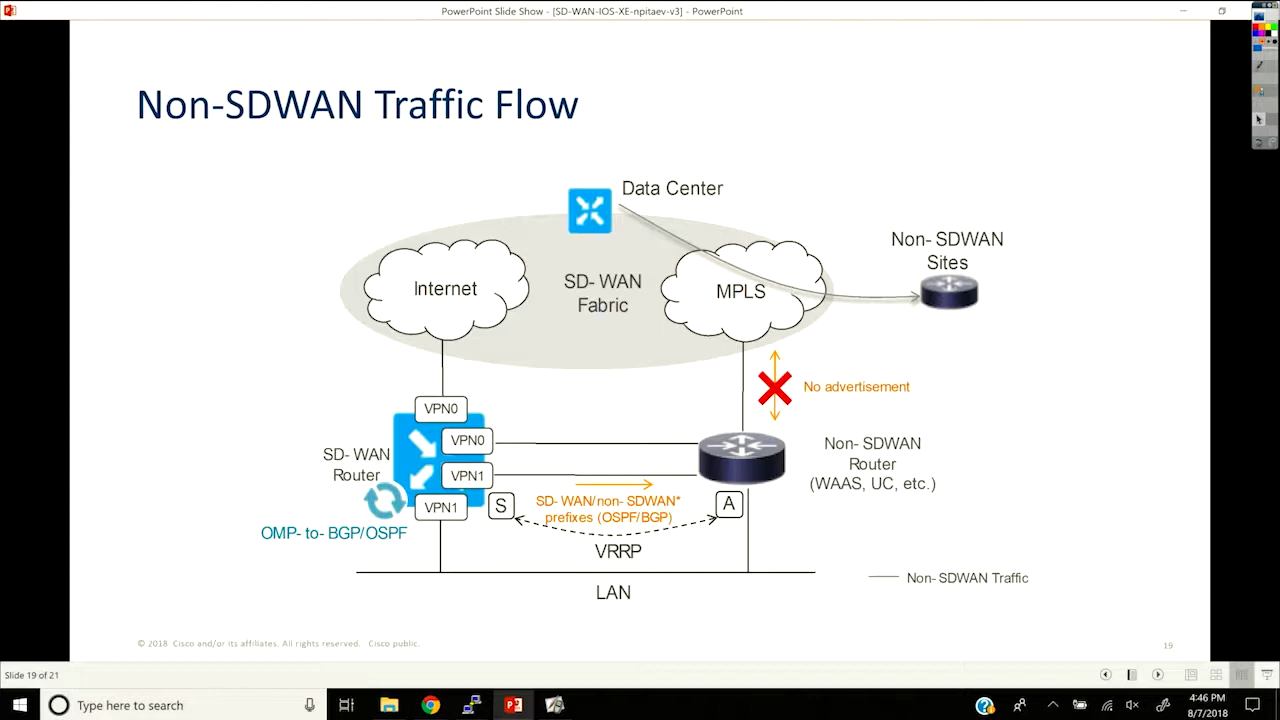 PowerPoint Slide Show - [SD-WAN-IOS-XE-npitaev-v3] - PowerPoint
Non-SDWAN Traffic Flow
Data Center
Non- SDWAN
Sites
Internet
SD- WAN
Fabric
MPLS
No advertisement
VPN0
VPN0
SD- WAN
Router
VPN1
VPN1
Non- SDWAN
Router
(WAAS, UC, etc.)
S
SD- WAN/non- SDWAN*
prefixes (OSPF/BGP)
A
OMP- to- BGP/OSPF
VRRP
LAN
Non- SDWAN Traffic
© 2018 Cisco and/or its affiliates. All rights reserved. Cisco public.
19
Slide 19 of 21
Type here to search
4:46 PM
8/7/2018